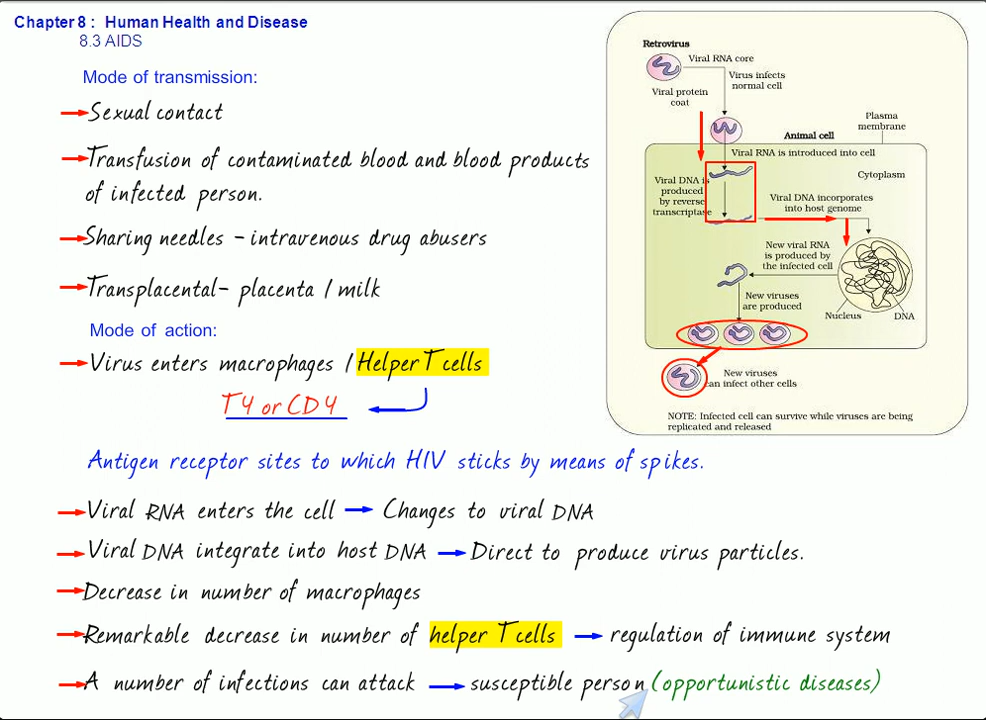 Chapter 8 : Human Health and Disease
8.3 AIDS
Mode of transmission:
Sexual contact
Transfusion of contaminated blood and blood products
of infected person.
Sharing needles - intravenous drug abusers
Transplacental- placenta / milk
Mode of action:
Virus enters macrophages / Helper T cells
T4 or CD4
Antigen receptor sites to which HIV sticks by means of spikes.
Viral RNA enters the cell → Changes to viral DNA
Viral DNA integrate into host DNA → Direct to produce virus particles.
Decrease in number of macrophages
Remarkable decrease in number of helper T cells → regulation of immune system
A number of infections can attack → susceptible person (opportunistic diseases)
Retrovirus
Viral RNA core
Virus infects
normal cell
Viral protein
coat
Plasma
membrane
Animal cell
Viral RNA is introduced into cell
Cytoplasm
Viral DNA is
produced
by reverse
transcriptase
Viral DNA incorporates
into host genome
New viral RNA
is produced by
the infected cell
New viruses
are produced
Nucleus
DNA
New viruses
can infect other cells
NOTE: Infected cell can survive while viruses are being
replicated and released